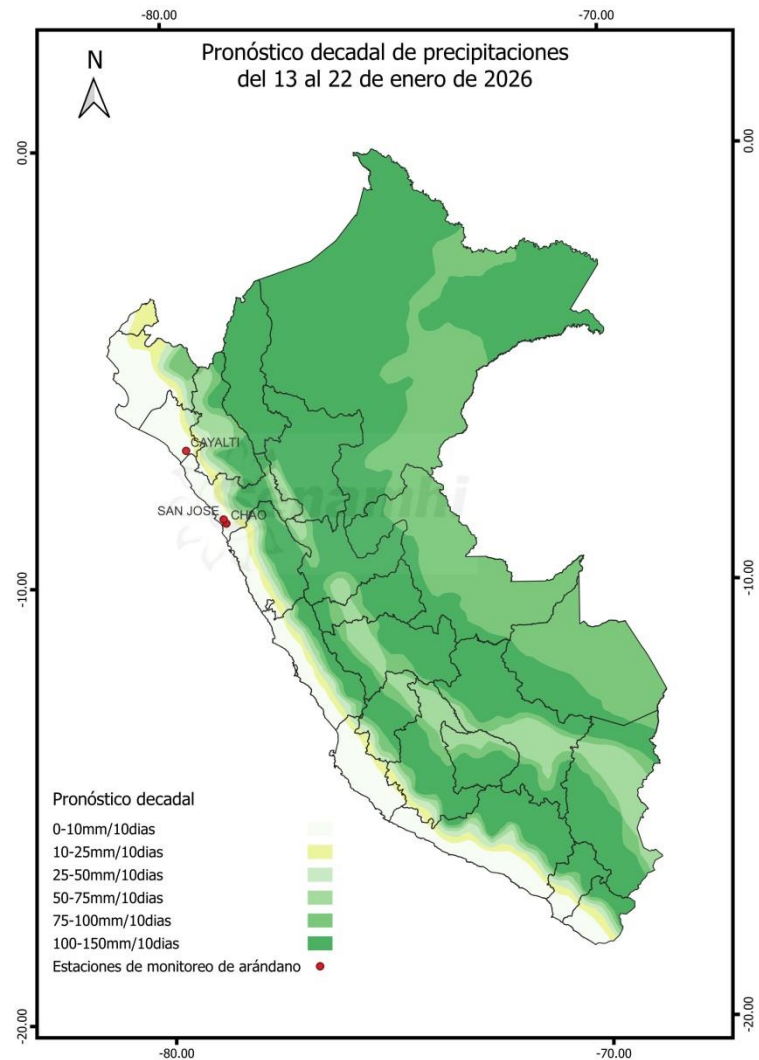 -80.00
-70.00
Pronóstico decadal de precipitaciones
del 13 al 22 de enero de 2026
N
0.00
0.00
CAYALTI
SAN JOSE
CHAO
senamhi
-10.00
-10.00
Pronóstico decadal
0-10mm/10dias
10-25mm/10dias
25-50mm/10dias
50-75mm/10dias
75-100mm/10dias
100-150mm/10dias
Estaciones de monitoreo de arándano
-20.00
-20.00
-80.00
-70.00